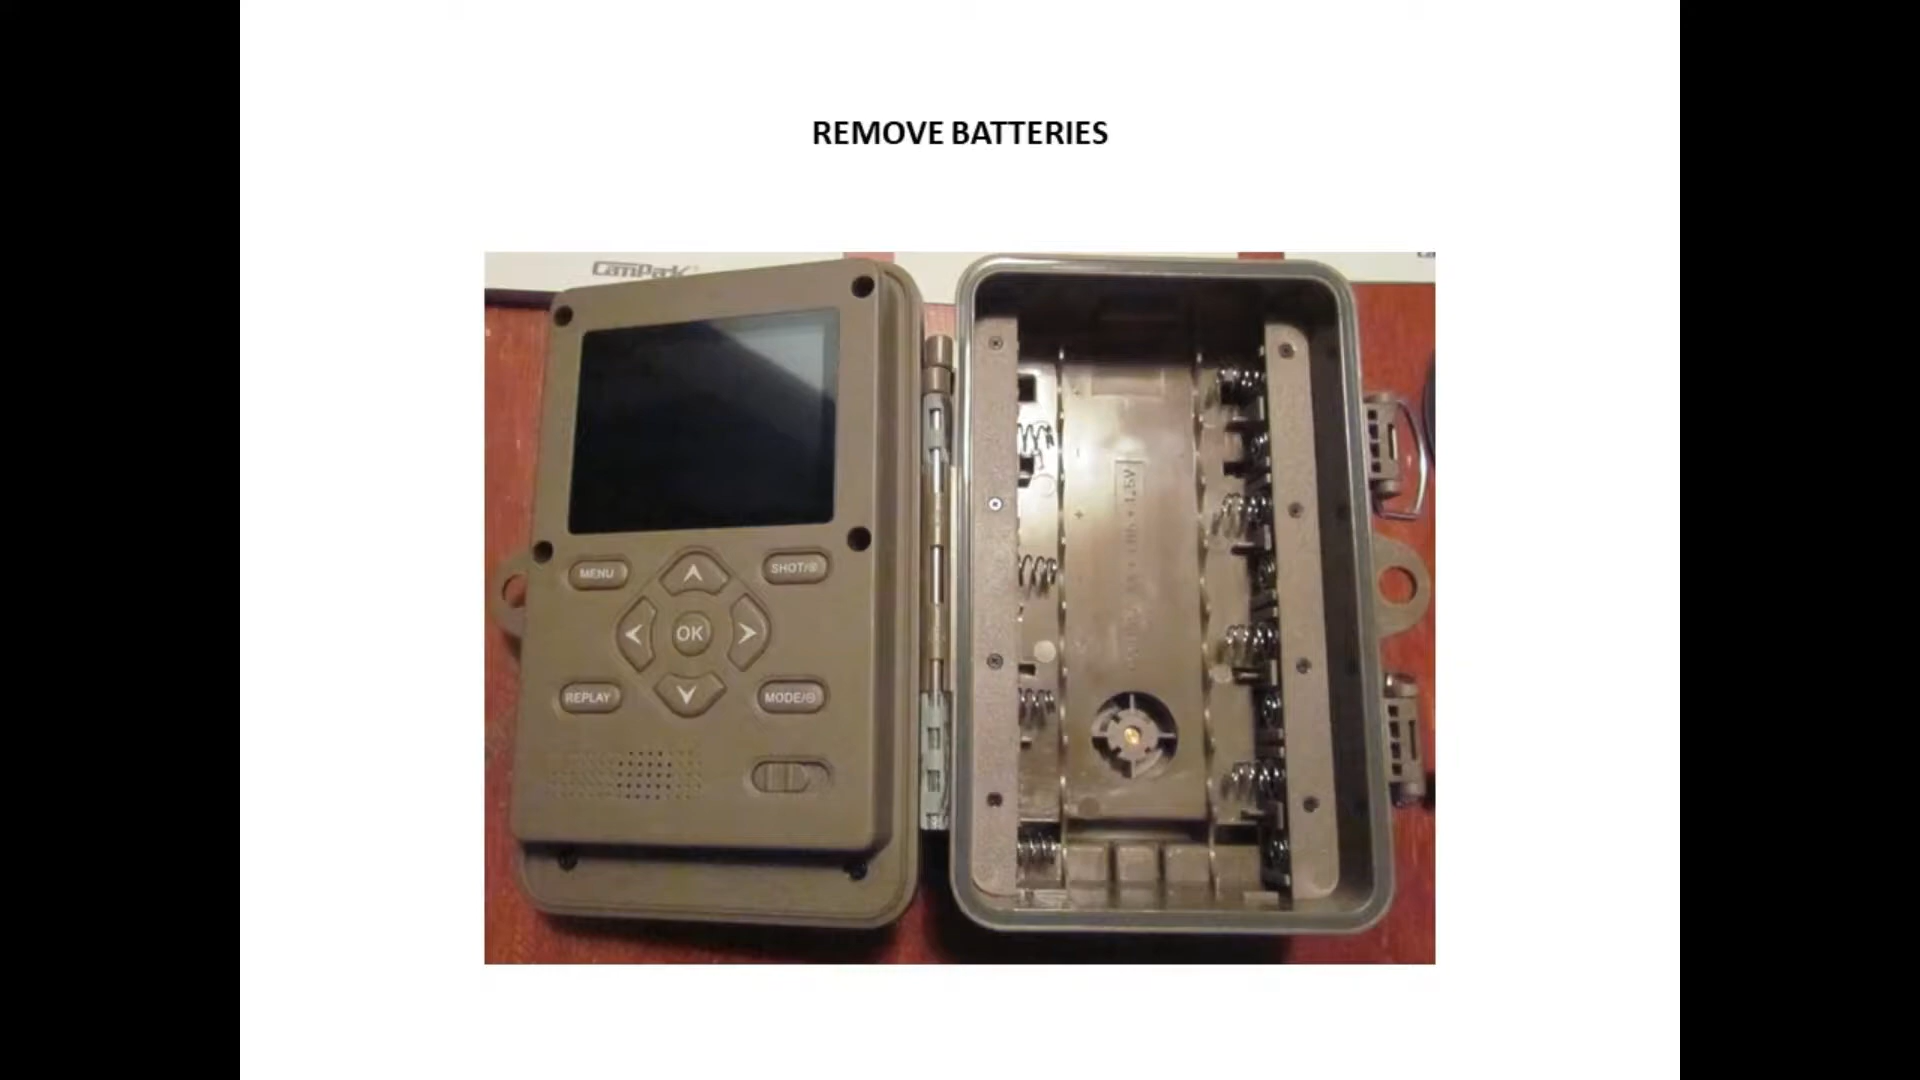 REMOVE BATTERIES
CamPark
MENU
SHOT/
OK
REPLAY
MODE/
1.5V